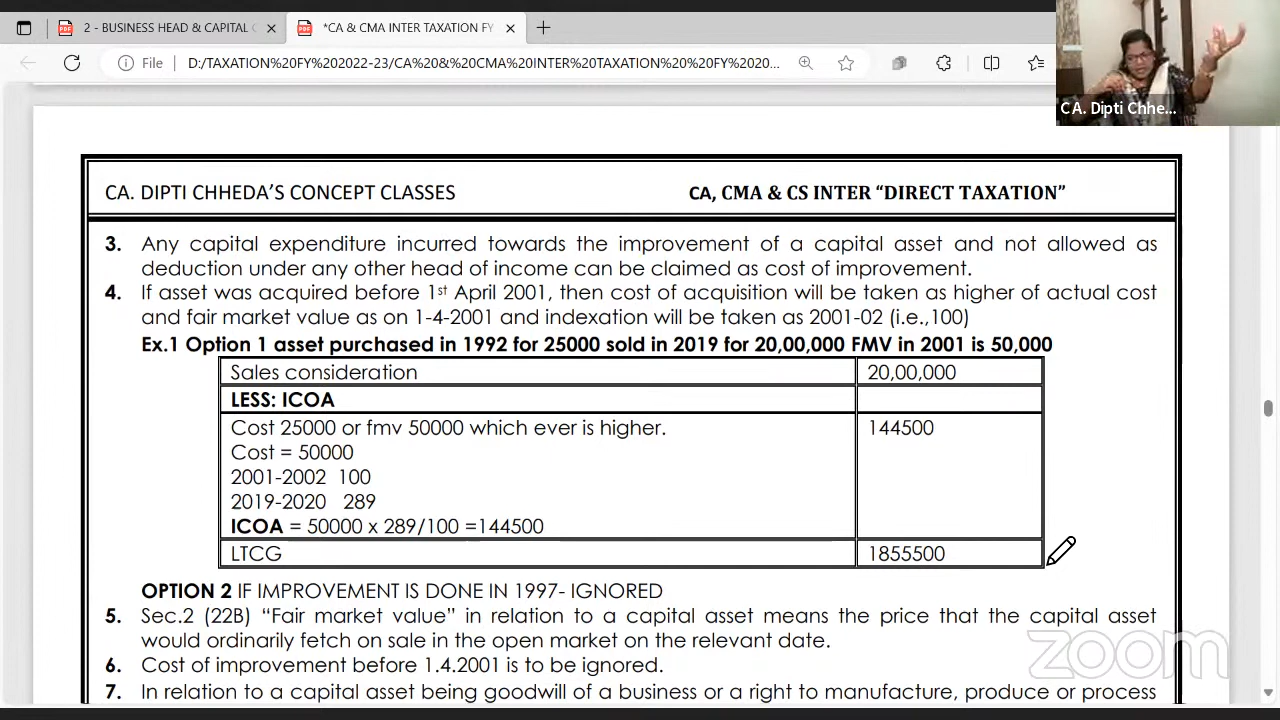 2 - BUSINESS HEAD & CAPITAL
*CA & CMA INTER TAXATION FY
File
D:/TAXATION%20FY%202022-23/CA%20&%20CMA%20INTER%20TAXATION%20%20FY%2020...
CA. Dipti Chhe...
CA. DIPTI CHHEDA'S CONCEPT CLASSES
CA, CMA & CS INTER "DIRECT TAXATION"
3. Any capital expenditure incurred towards the improvement of a capital asset and not allowed as
deduction under any other head of income can be claimed as cost of improvement.
4. If asset was acquired before 1st April 2001, then cost of acquisition will be taken as higher of actual cost
and fair market value as on 1-4-2001 and indexation will be taken as 2001-02 (i.e.,100)
Ex.1 Option 1 asset purchased in 1992 for 25000 sold in 2019 for 20,00,000 FMV in 2001 is 50,000
Sales consideration 20,00,000
LESS: ICOA
Cost 25000 or fmv 50000 which ever is higher. 144500
Cost = 50000
2001-2002 100
2019-2020 289
ICOA = 50000 x 289/100 =144500
LTCG 1855500
OPTION 2 IF IMPROVEMENT IS DONE IN 1997- IGNORED
5. Sec.2 (22B) "Fair market value" in relation to a capital asset means the price that the capital asset
would ordinarily fetch on sale in the open market on the relevant date.
6. Cost of improvement before 1.4.2001 is to be ignored.
7. In relation to a capital asset being goodwill of a business or a right to manufacture, produce or process
zoom